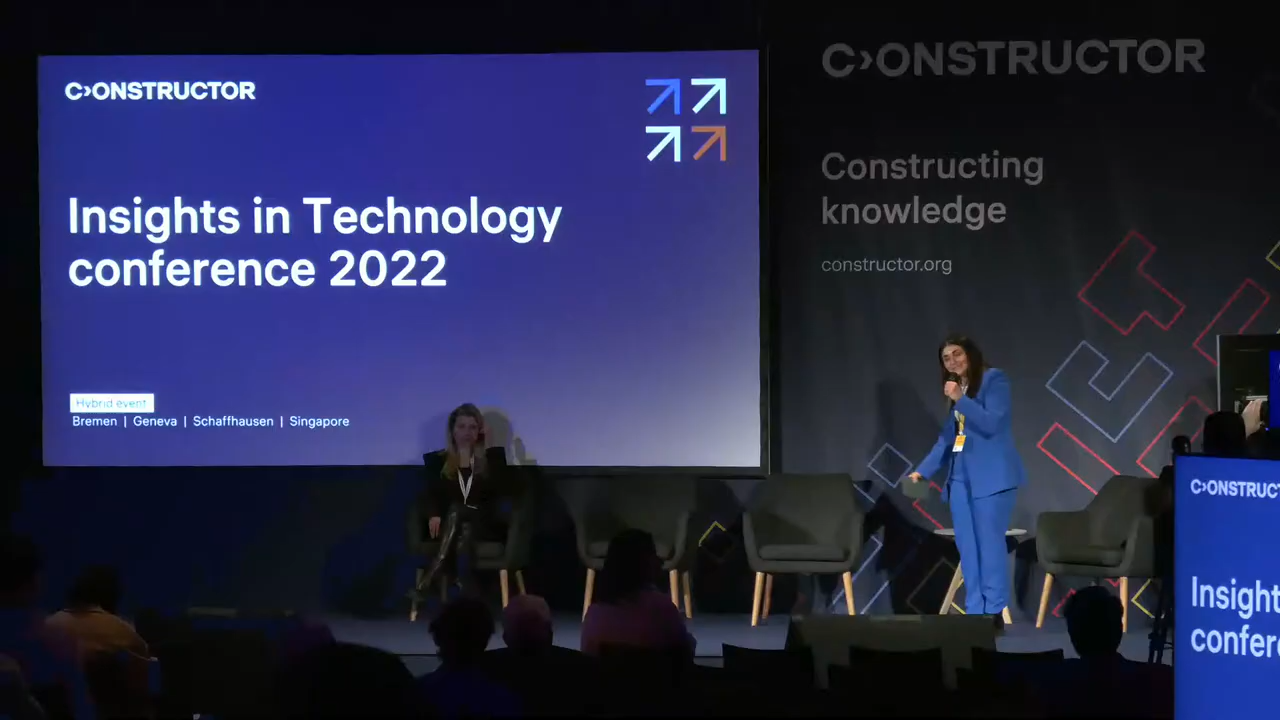 C›ONSTRUCTOR
Insights in Technology
conference 2022
Hybrid event
Bremen | Geneva | Schaffhausen | Singapore
C›ONSTRUCTOR
Constructing
knowledge
constructor.org
C›ONSTRUCT
Insight
confer